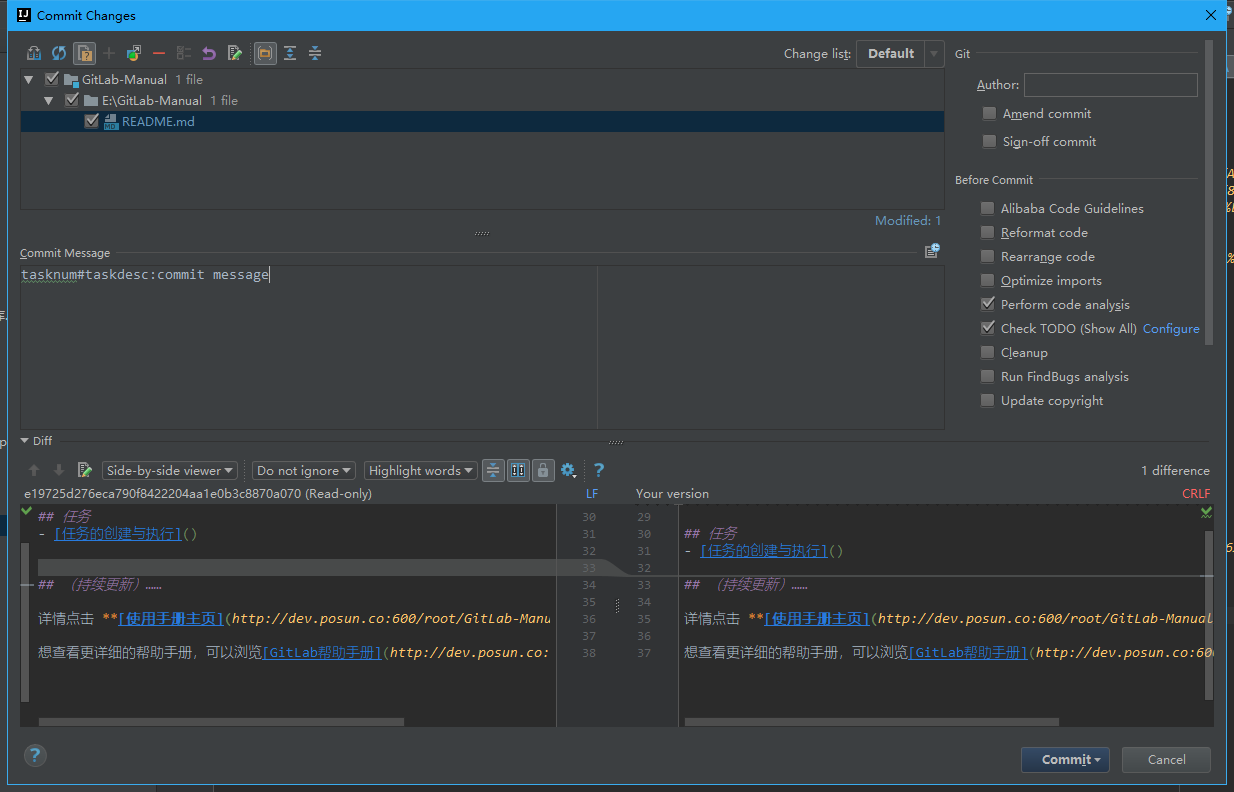 Commit Changes
Change list: Default
GitLab-Manual 1 file
E:\GitLab-Manual 1 file
README.md
Modified: 1
Commit Message
tasknum#taskdesc:commit message
Git
Author:
Amend commit
Sign-off commit
Before Commit
Alibaba Code Guidelines
Reformat code
Rearrange code
Optimize imports
Perform code analysis
Check TODO (Show All) Configure
Cleanup
Run FindBugs analysis
Update copyright
Diff
Side-by-side viewer Do not ignore Highlight words ? 1 difference
e19725d276eca790f8422204aa1e0b3c8870a070 (Read-only) LF Your version CRLF
## 任务 30 29
- [任务的创建与执行]() 31 30 ## 任务
32 31 - [任务的创建与执行]()
33 32
## （持续更新）…… 34 33 ## （持续更新）……
35 34
详情点击 **[使用手册主页](http://dev.posun.co:600/root/GitLab-Manu 36 35 详情点击 **[使用手册主页](http://dev.posun.co:600/root/GitLab-Manual
37 36
想查看更详细的帮助手册，可以浏览[GitLab帮助手册](http://dev.posun.co: 38 37 想查看更详细的帮助手册，可以浏览[GitLab帮助手册](http://dev.posun.co:600
? Commit Cancel